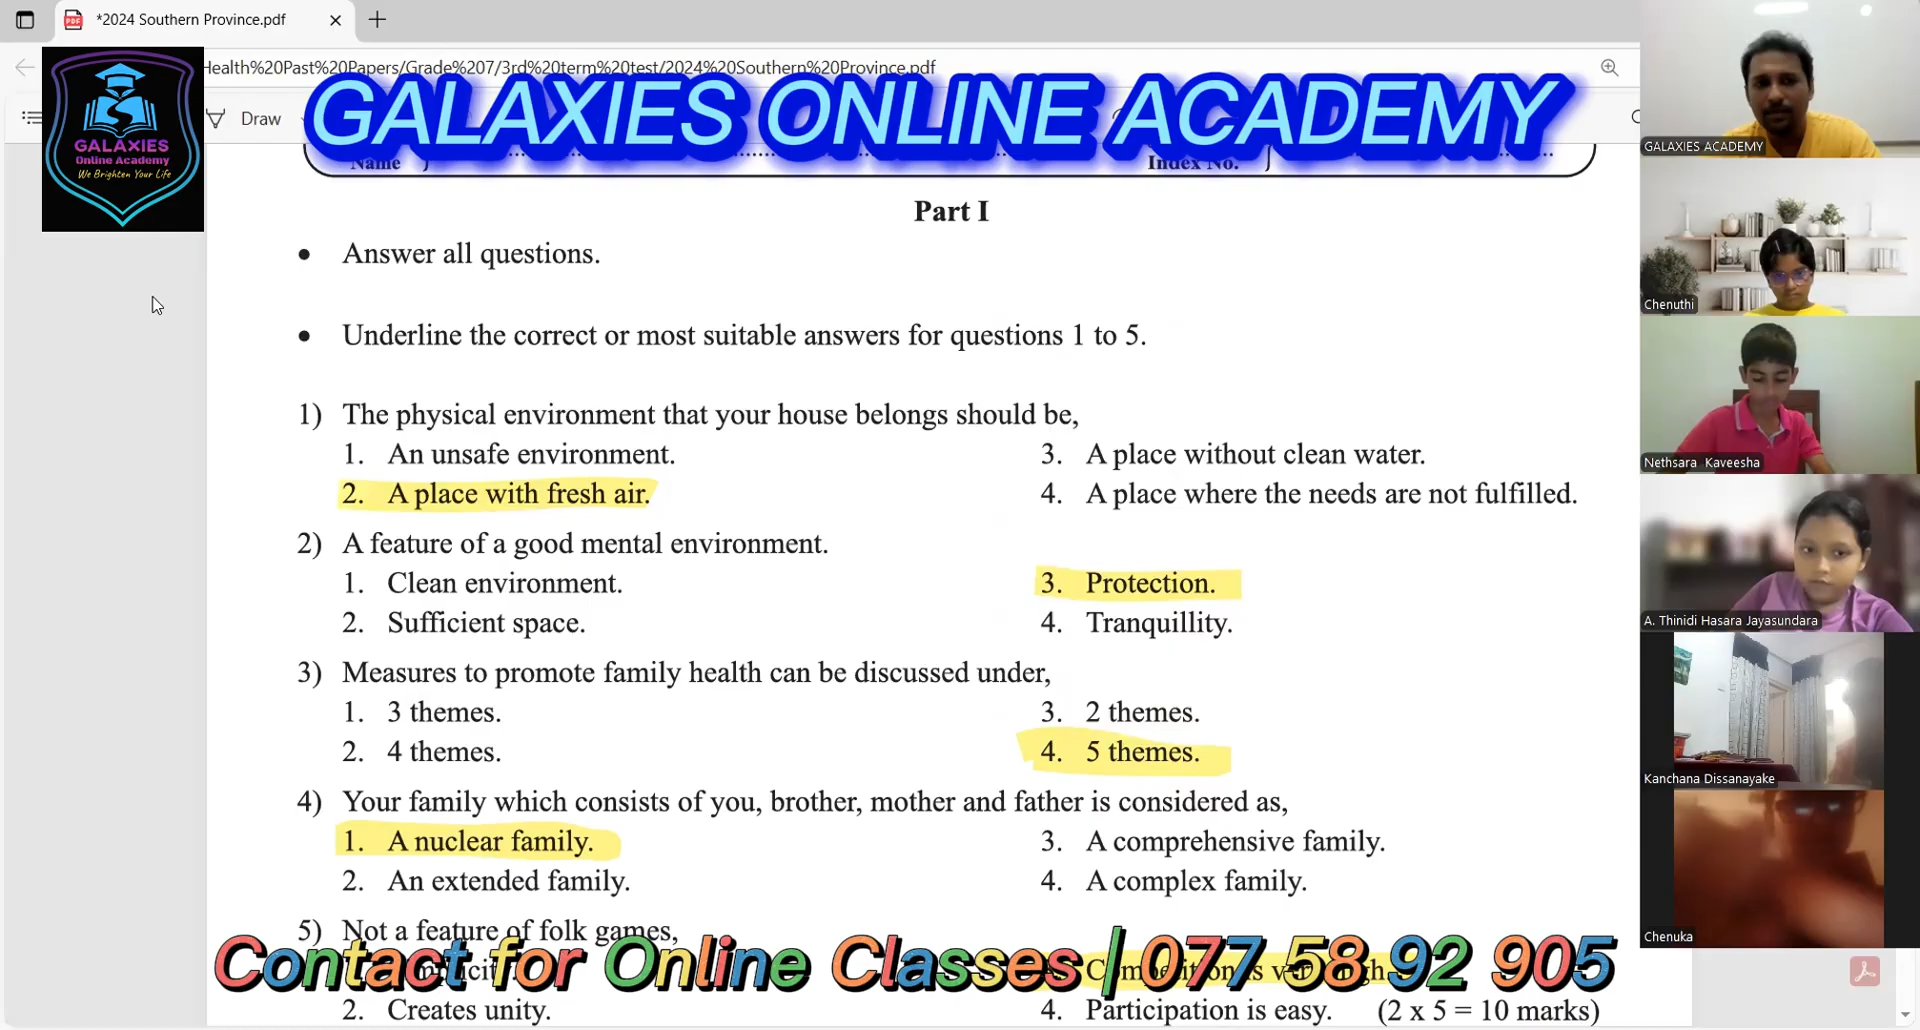 *2024 Southern Province.pdf
Health%20Past%20Papers/Grade%207/3rd%20term%20test/2024%20Southern%20Province.pdf
Draw
GALAXIES
Online Academy
We Brighten Your Life
GALAXIES ONLINE ACADEMY
Name
Index No.
Part I
• Answer all questions.
• Underline the correct or most suitable answers for questions 1 to 5.
1) The physical environment that your house belongs should be,
1. An unsafe environment.
3. A place without clean water.
2. A place with fresh air.
4. A place where the needs are not fulfilled.
2) A feature of a good mental environment.
1. Clean environment.
3. Protection.
2. Sufficient space.
4. Tranquillity.
3) Measures to promote family health can be discussed under,
1. 3 themes.
3. 2 themes.
2. 4 themes.
4. 5 themes.
4) Your family which consists of you, brother, mother and father is considered as,
1. A nuclear family.
3. A comprehensive family.
2. An extended family.
4. A complex family.
5) Not a feature of folk games,
Contact for Online Classes | 077 58 92 905
2. Creates unity.
4. Participation is easy. (2 x 5 = 10 marks)
GALAXIES ACADEMY
Chenuthi
Nethsara Kaveesha
A. Thinidi Hasara Jayasundara
Kanchana Dissanayake
Chenuka